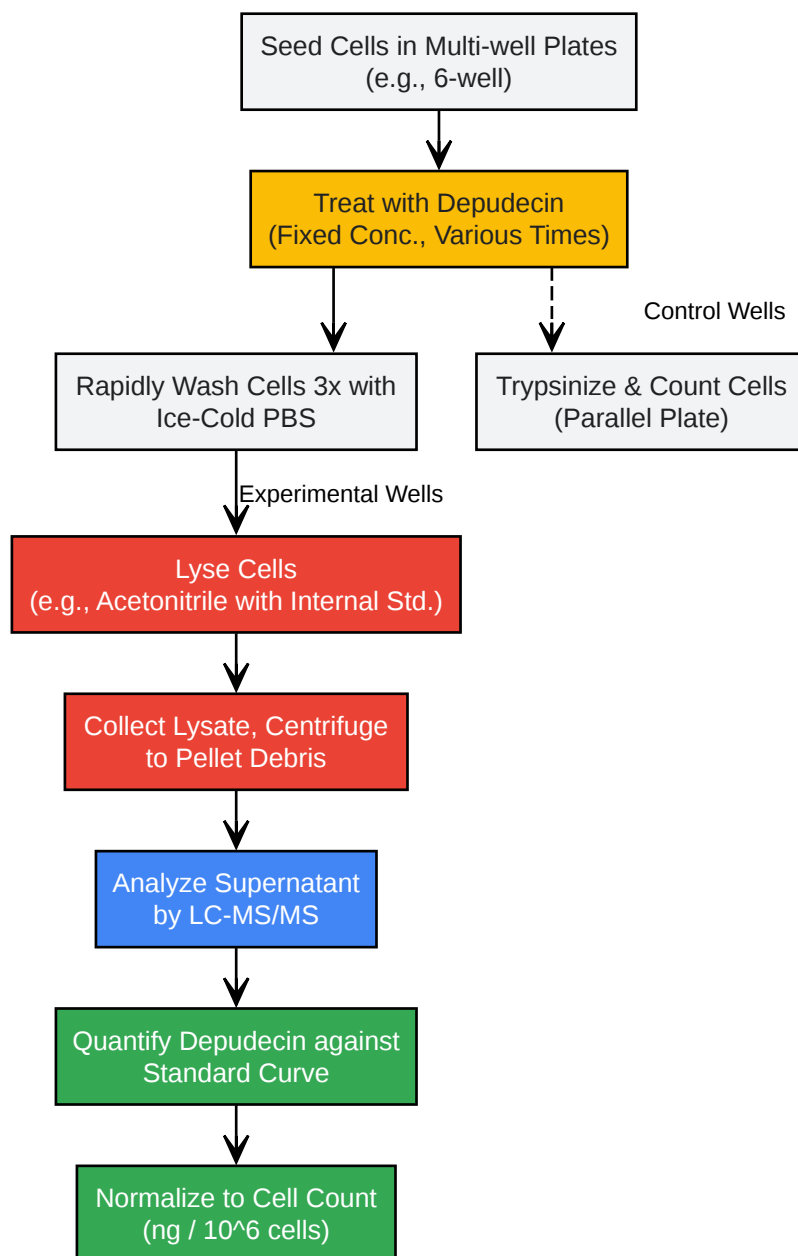 Seed Cells in Multi-well Plates
(e.g., 6-well)
Treat with Depudecin
(Fixed Conc., Various Times)
Control Wells
Rapidly Wash Cells 3x with
Ice-Cold PBS
Trypsinize & Count Cells
(Parallel Plate)
Experimental Wells
Lyse Cells
(e.g., Acetonitrile with Internal Std.)
Collect Lysate, Centrifuge
to Pellet Debris
Analyze Supernatant
by LC-MS/MS
Quantify Depudecin against
Standard Curve
Normalize to Cell Count
(ng / 10^6 cells)